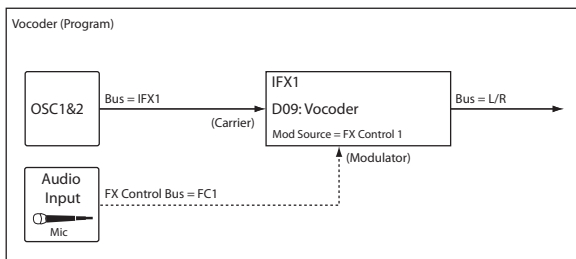 Vocoder (Program)
OSC1&2
Bus = IFX1
(Carrier)
IFX1
D09: Vocoder
Mod Source = FX Control 1
Bus = L/R
(Modulator)
Audio
Input
Mic
FX Control Bus = FC1